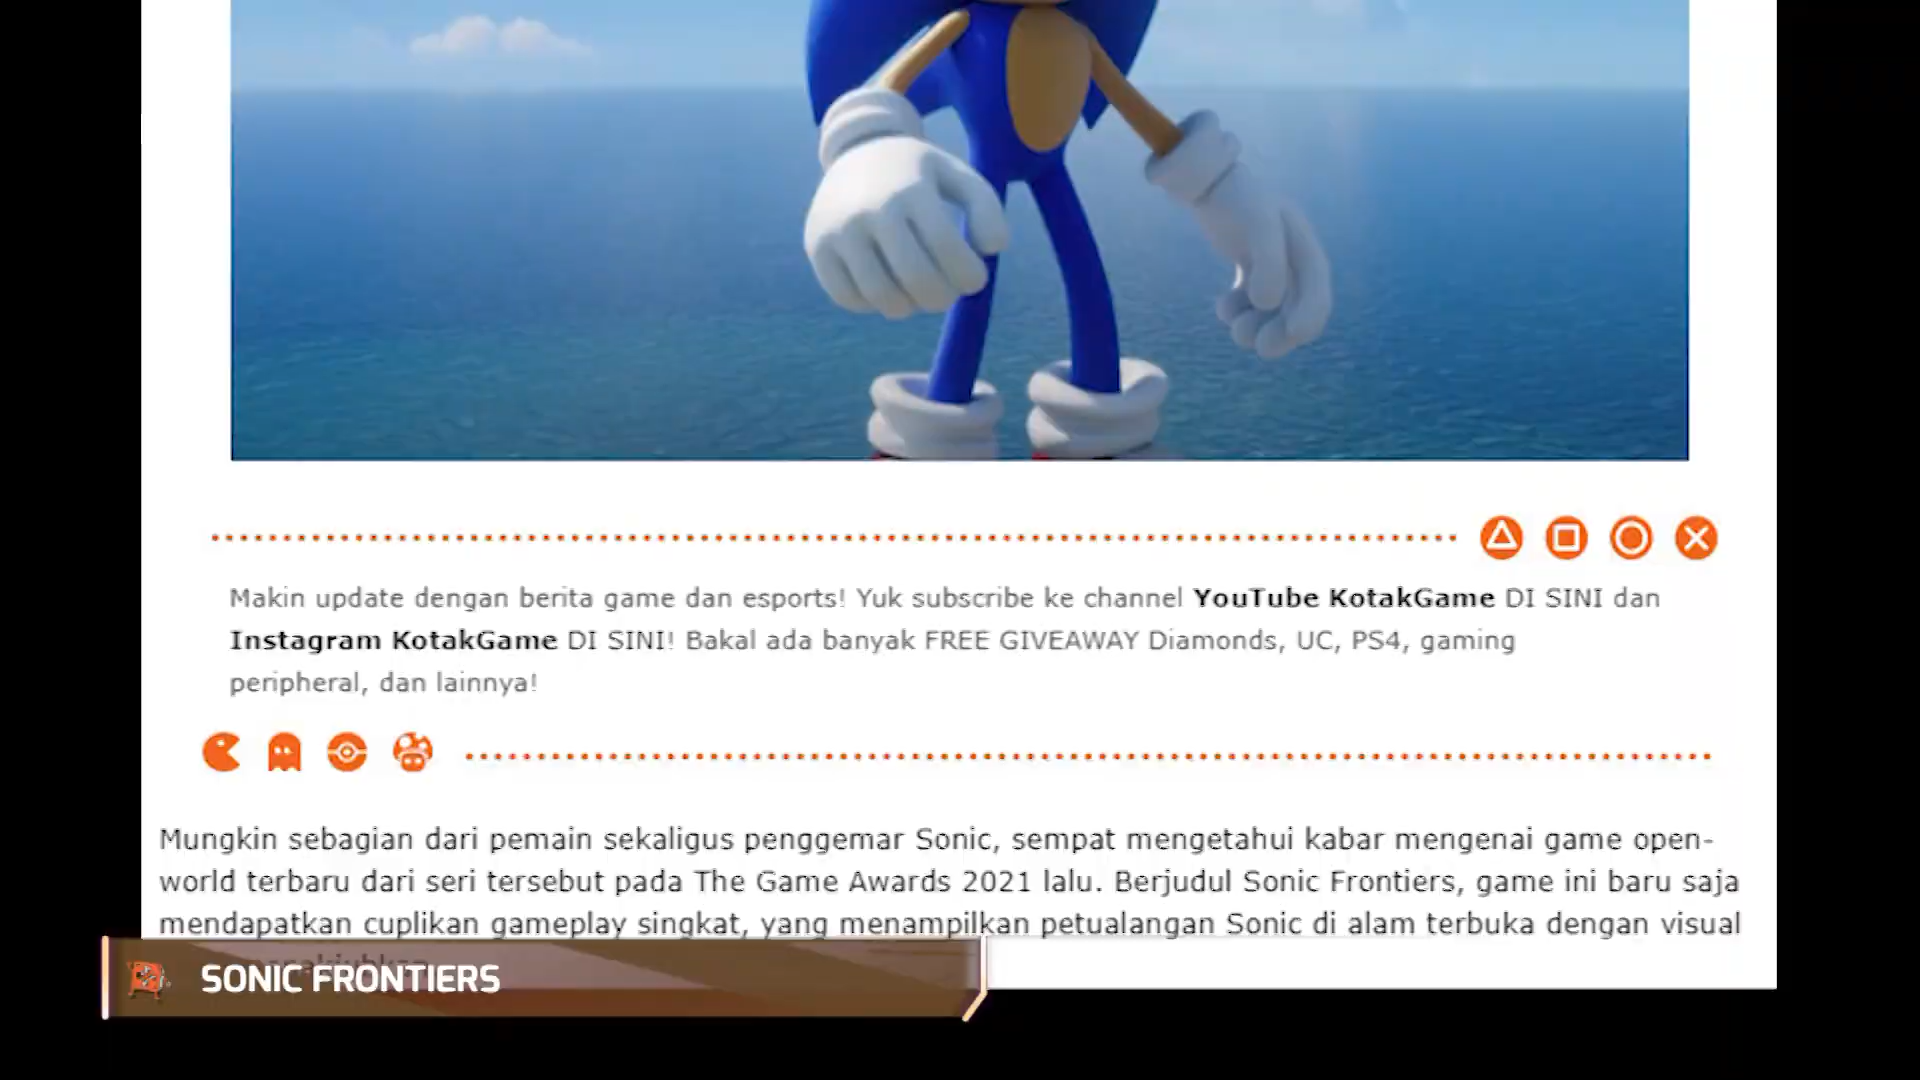 Makin update dengan berita game dan esports! Yuk subscribe ke channel YouTube KotakGame DI SINI dan
Instagram KotakGame DI SINI! Bakal ada banyak FREE GIVEAWAY Diamonds, UC, PS4, gaming
peripheral, dan lainnya!
Mungkin sebagian dari pemain sekaligus penggemar Sonic, sempat mengetahui kabar mengenai game open-
world terbaru dari seri tersebut pada The Game Awards 2021 lalu. Berjudul Sonic Frontiers, game ini baru saja
mendapatkan cuplikan gameplay singkat, yang menampilkan petualangan Sonic di alam terbuka dengan visual
SONIC FRONTIERS